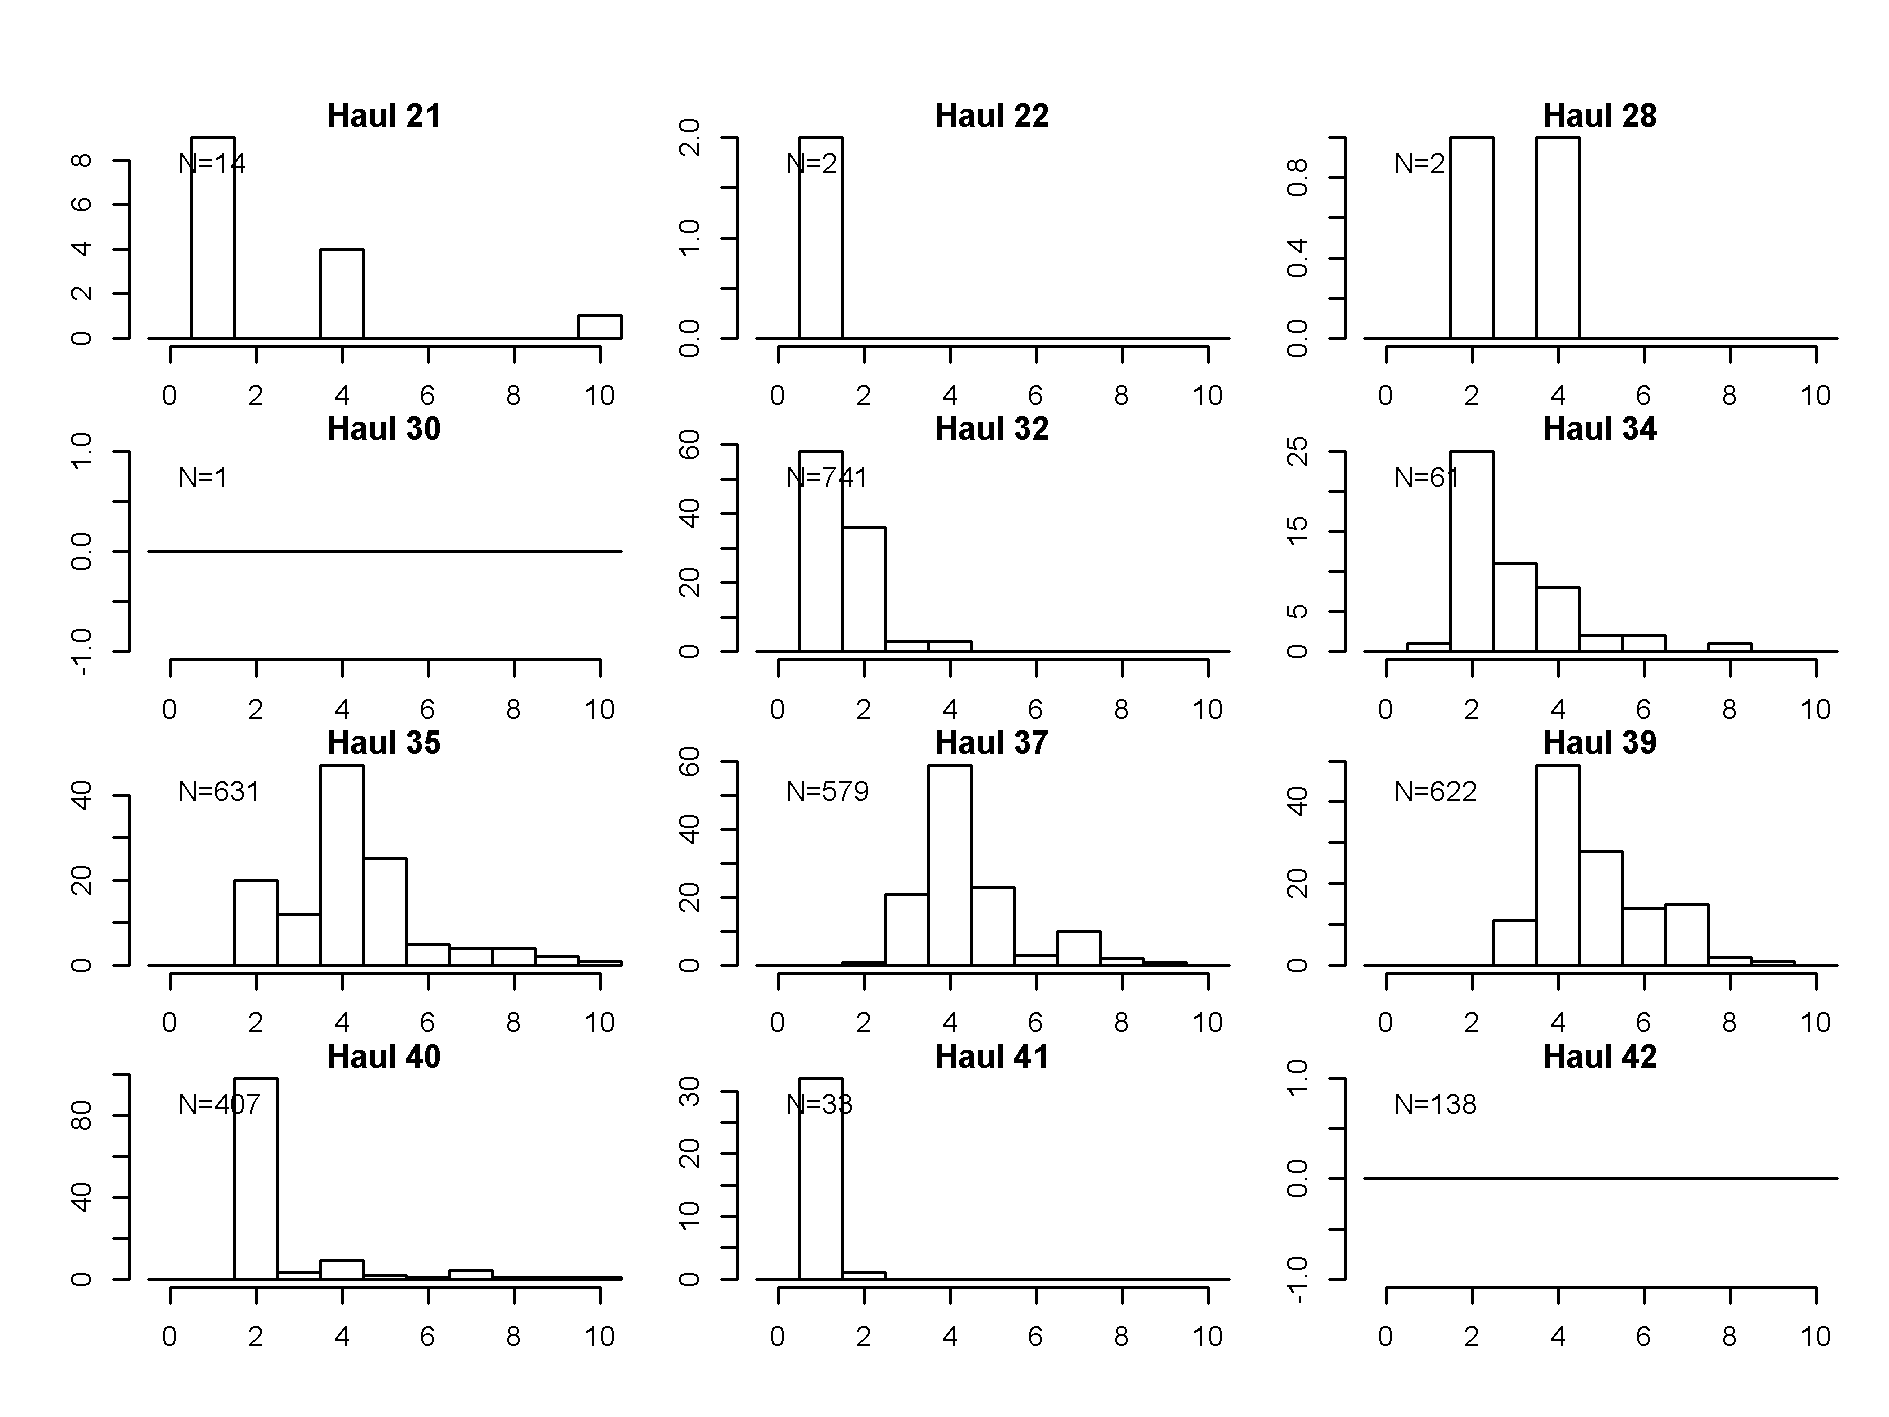 Haul 21
N=14
0 2 4 6 8
0 2 4 6 8 10
Haul 22
N=2
0.0 1.0 2.0
0 2 4 6 8 10
Haul 28
N=2
0.0 0.4 0.8
0 2 4 6 8 10
Haul 30
N=1
-1.0 0.0 1.0
0 2 4 6 8 10
Haul 32
N=741
0 20 40 60
0 2 4 6 8 10
Haul 34
N=61
0 5 15 25
0 2 4 6 8 10
Haul 35
N=631
0 20 40
0 2 4 6 8 10
Haul 37
N=579
0 20 40 60
0 2 4 6 8 10
Haul 39
N=622
0 20 40
0 2 4 6 8 10
Haul 40
N=407
0 40 80
0 2 4 6 8 10
Haul 41
N=33
0 10 20 30
0 2 4 6 8 10
Haul 42
N=138
-1.0 0.0 1.0
0 2 4 6 8 10